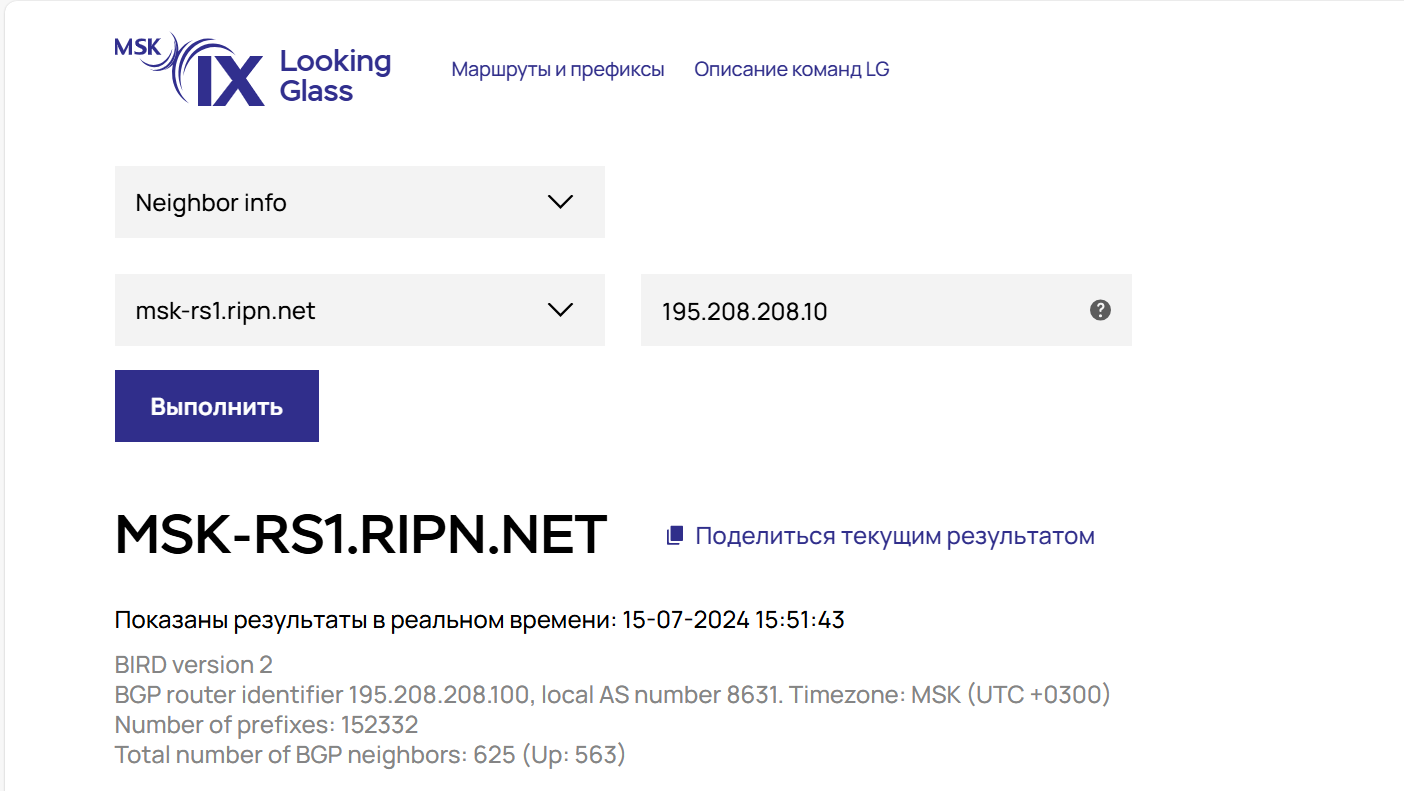 MSK
IX
Looking
Glass
Маршруты и префиксы
Описание команд LG
Neighbor info
msk-rs1.ripn.net
195.208.208.10
?
Выполнить
MSK-RS1.RIPN.NET
Поделиться текущим результатом
Показаны результаты в реальном времени: 15-07-2024 15:51:43
BIRD version 2
BGP router identifier 195.208.208.100, local AS number 8631. Timezone: MSK (UTC +0300)
Number of prefixes: 152332
Total number of BGP neighbors: 625 (Up: 563)